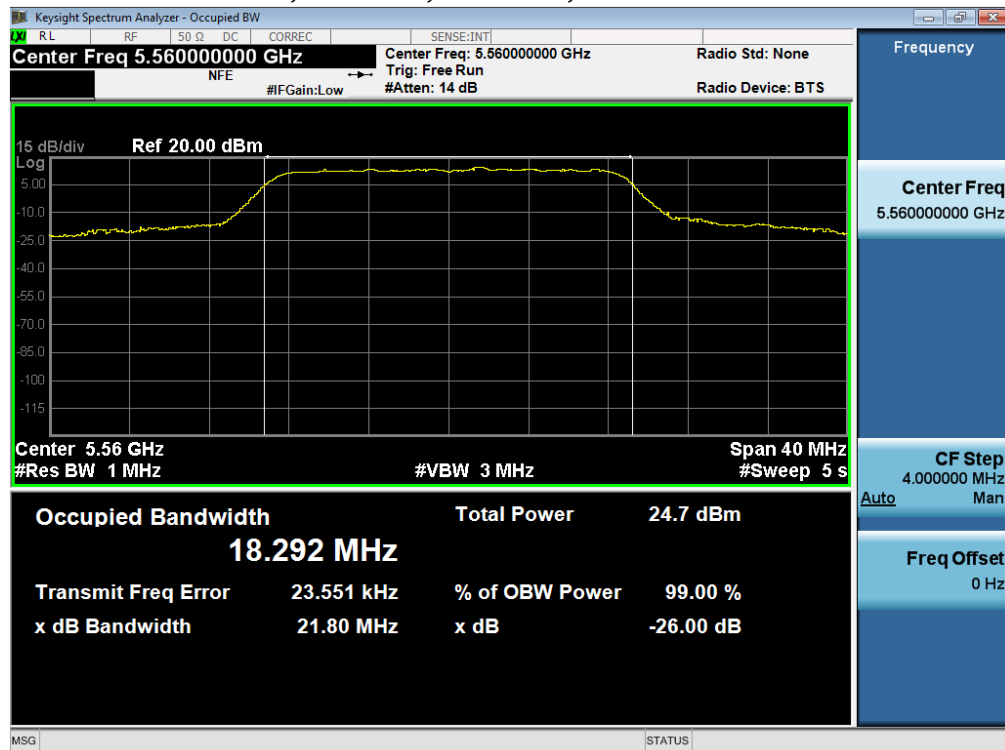 Keysight Spectrum Analyzer - Occupied BW
LXI RL RF 50 Ω DC CORREC SENSE:INT
Center Freq 5.560000000 GHz
NFE
#IFGain:Low
Center Freq: 5.560000000 GHz
Trig: Free Run
#Atten: 14 dB
Radio Std: None
Radio Device: BTS
15 dB/div Ref 20.00 dBm
Log
5.00
-10.0
-25.0
-40.0
-55.0
-70.0
-85.0
-100
-115
Center 5.56 GHz Span 40 MHz
#Res BW 1 MHz #VBW 3 MHz #Sweep 5 s
Occupied Bandwidth Total Power 24.7 dBm
18.292 MHz
Transmit Freq Error 23.551 kHz % of OBW Power 99.00 %
x dB Bandwidth 21.80 MHz x dB -26.00 dB
Frequency
Center Freq
5.560000000 GHz
CF Step
4.000000 MHz
Auto Man
Freq Offset
0 Hz
MSG STATUS